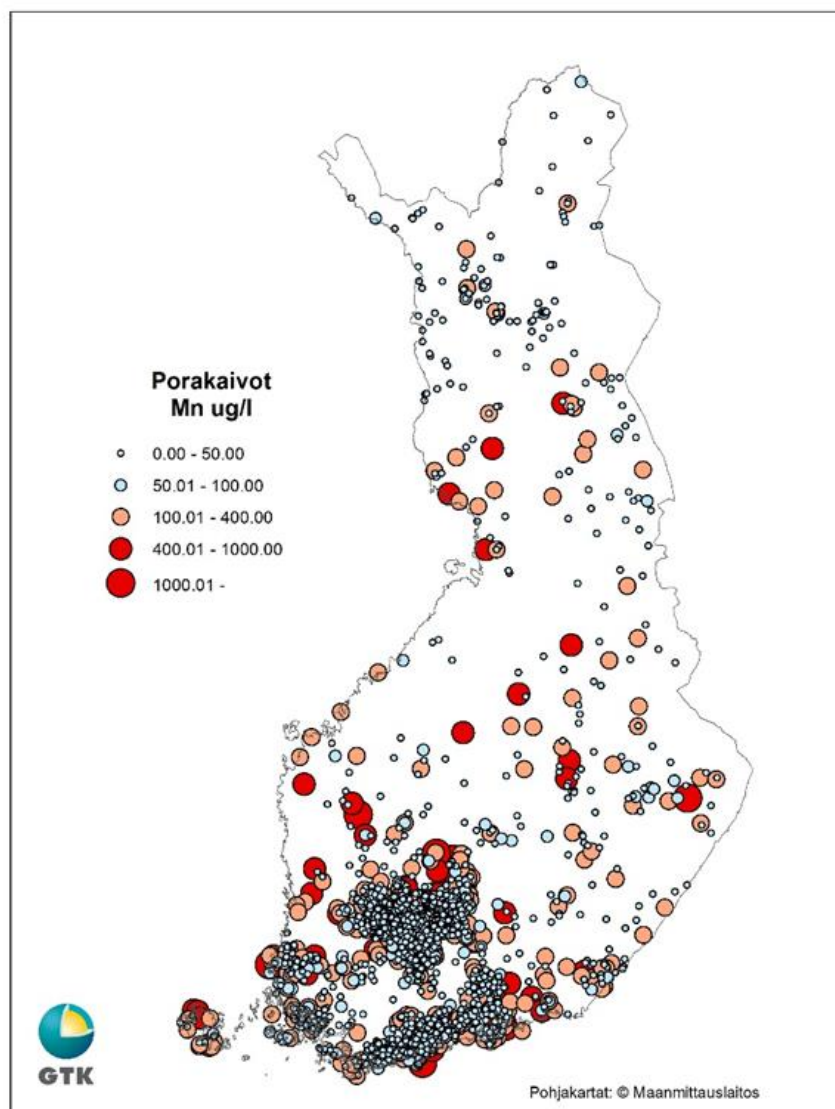 Porakaivot
Mn ug/l
0.00 - 50.00
50.01 - 100.00
100.01 - 400.00
400.01 - 1000.00
1000.01 -
GTK
Pohjakartat: © Maanmittauslaitos